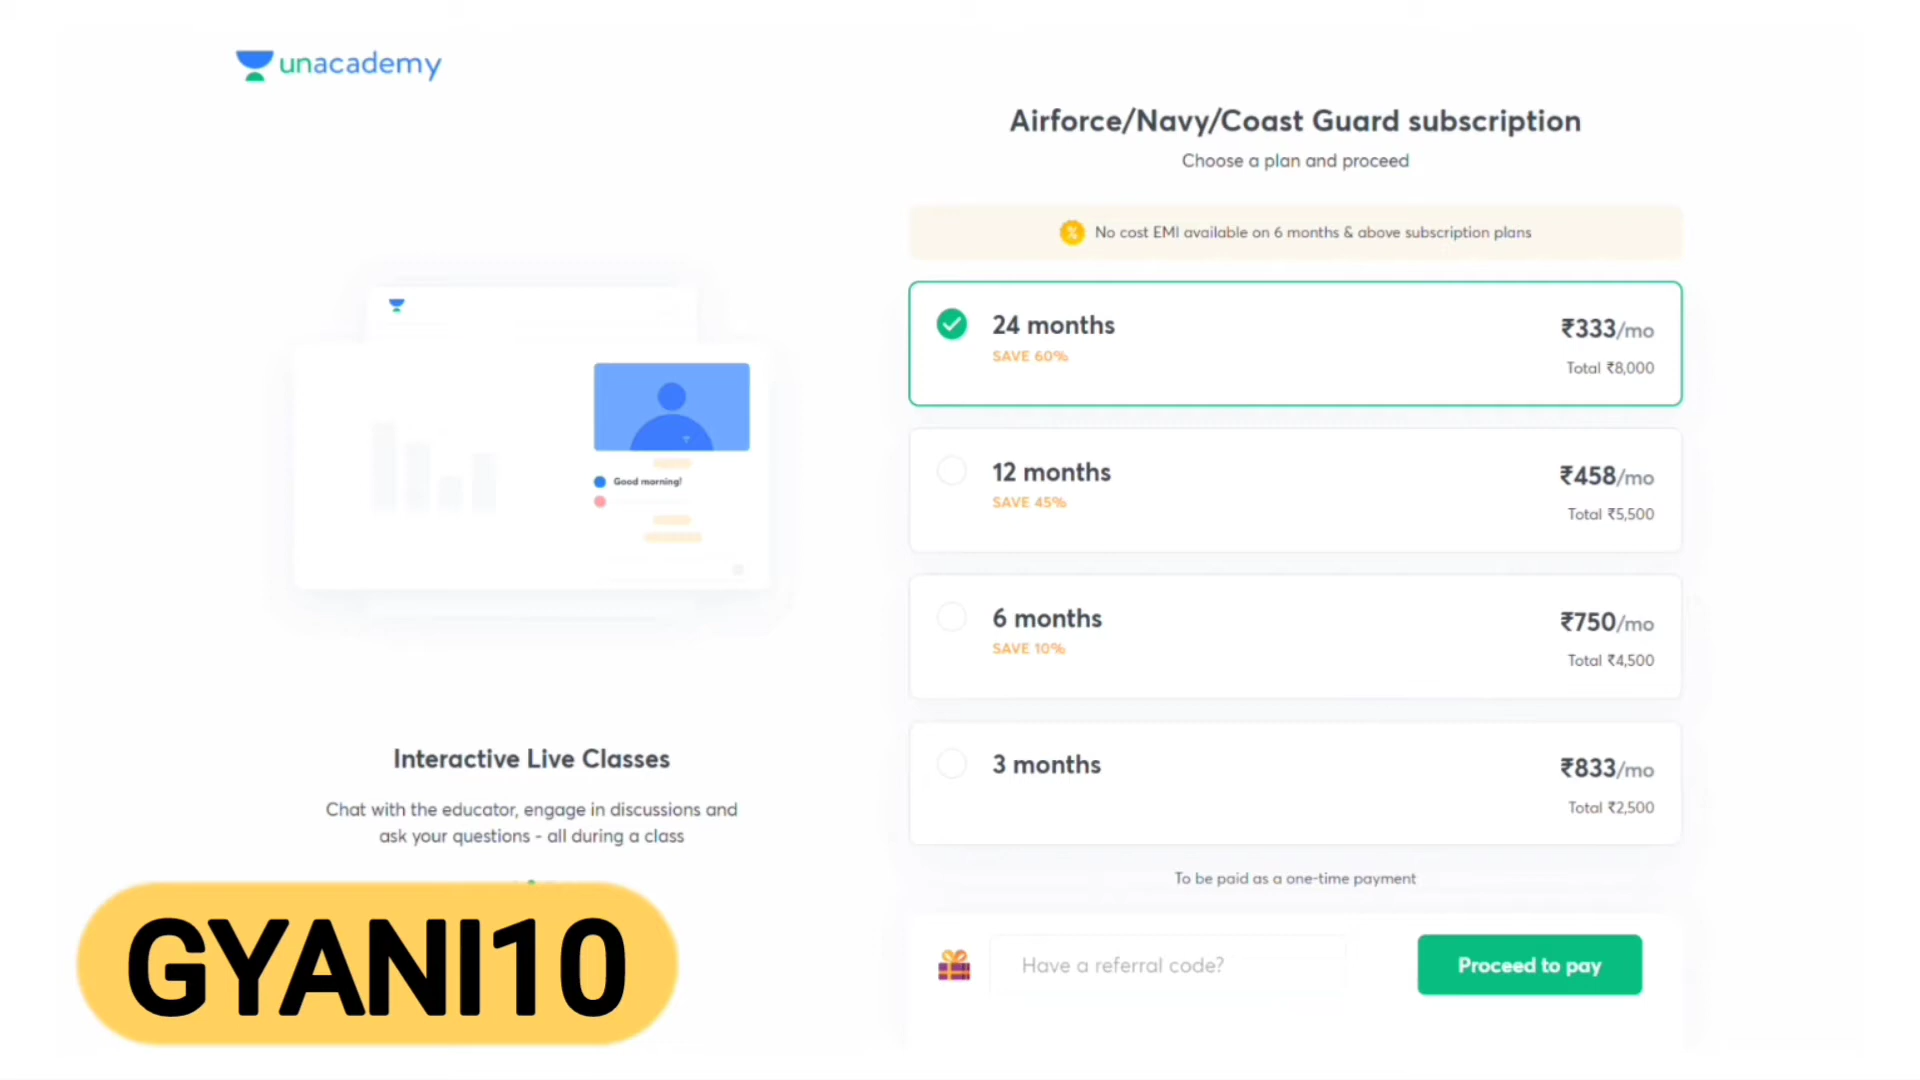 unacademy
Airforce/Navy/Coast Guard subscription
Choose a plan and proceed
% No cost EMI available on 6 months & above subscription plans
24 months
SAVE 60%
₹333/mo
Total ₹8,000
12 months
SAVE 45%
₹458/mo
Total ₹5,500
6 months
SAVE 10%
₹750/mo
Total ₹4,500
3 months
₹833/mo
Total ₹2,500
To be paid as a one-time payment
Have a referral code?
Proceed to pay
Good morning!
Interactive Live Classes
Chat with the educator, engage in discussions and
ask your questions - all during a class
GYANI10